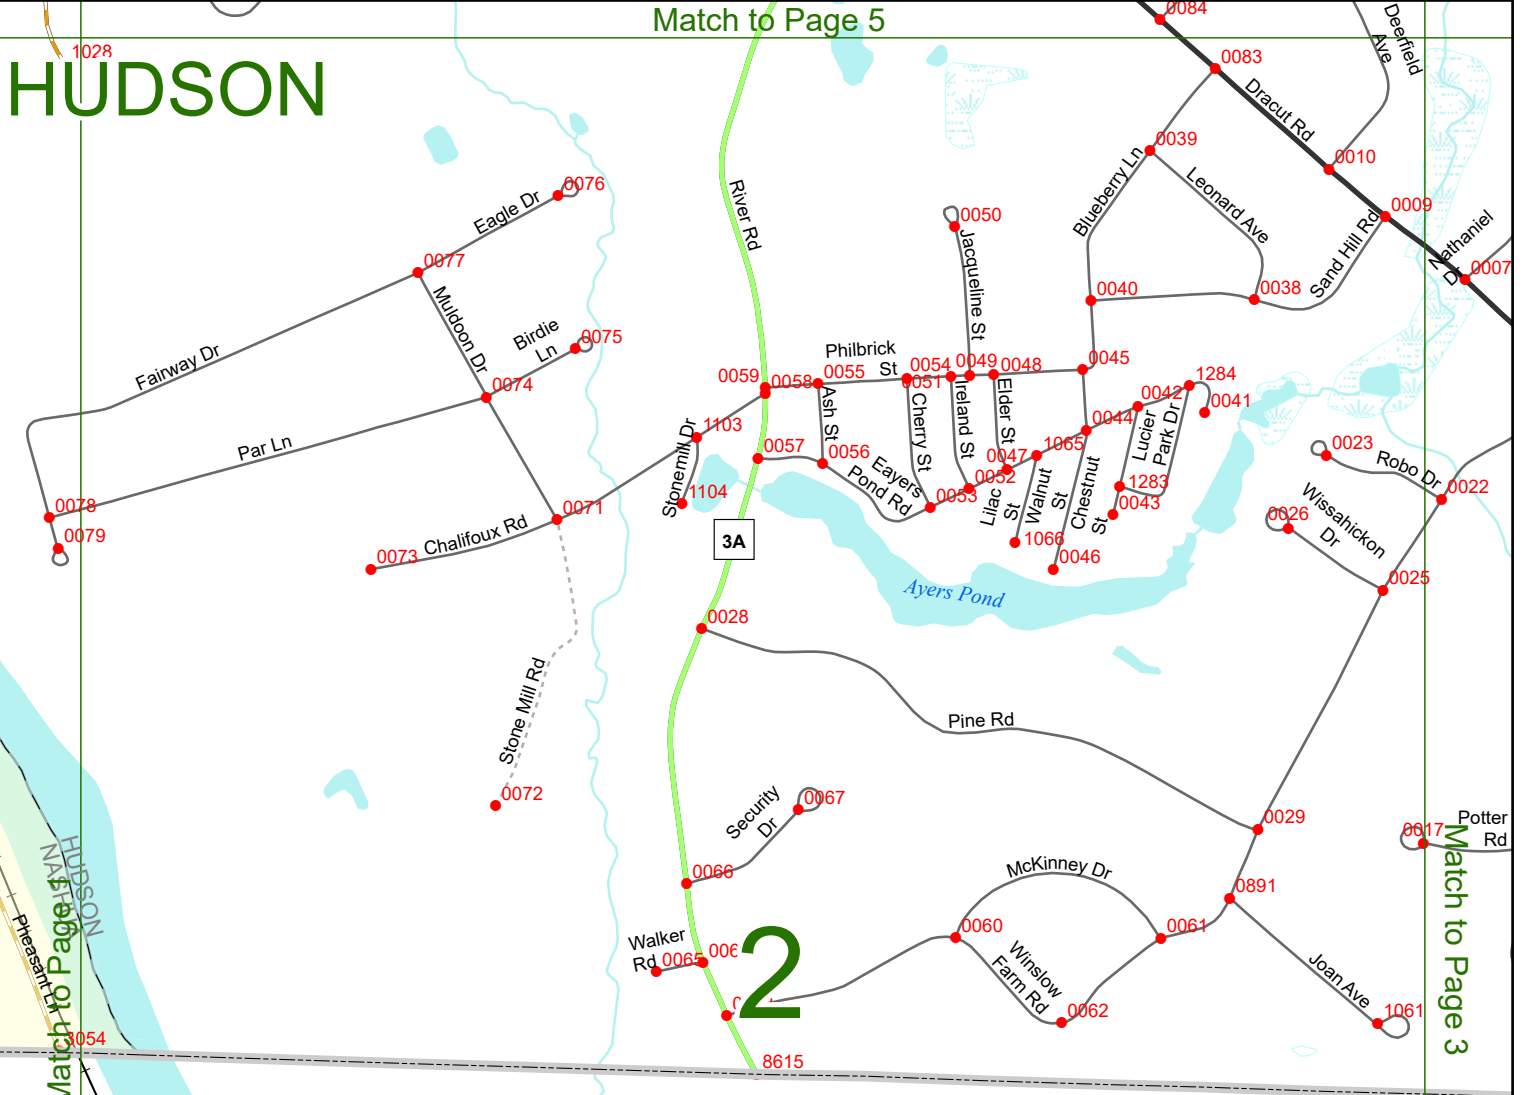 Match to Page 5
0084
Deerfield
Ave
1028
HUDSON
0083
Dracut Rd
0039
0010
Blueberry Ln
Leonard Ave
0076
Eagle Dr
River Rd
0050
Jacqueline St
0009
Sand Hill Rd
Nathaniel
Dr
0007
0077
Muldoon Dr
0040
0038
Birdie
Ln
0075
Fairway Dr
Philbrick
St
0059
0058
0055
0054
0049
0048
0045
0051
0074
1284
0042
0041
Ash St
Cherry St
Ireland St
Elder St
0044
Lucier
Park Dr
1103
Stonemill Dr
Par Ln
0057
0056
Eayers
Pond Rd
0047
1065
0052
0053
Lilac
St
Walnut
St
Chestnut
St
1283
0043
0023
Robo Dr
0022
Wissahickon
Dr
0026
1104
0078
0071
0079
Chalifoux Rd
0073
3A
1066
0046
0025
Ayers Pond
0028
Stone Mill Rd
Pine Rd
0072
Security
Dr
0067
0029
Potter
Rd
0017
Match to Page 3
0066
McKinney Dr
0891
HUDSON
NASHUA
Match to Page 1
Pheasant Ln
0060
0061
Walker
Rd
0065
2
Winslow
Farm Rd
0062
Joan Ave
1061
3054
8615